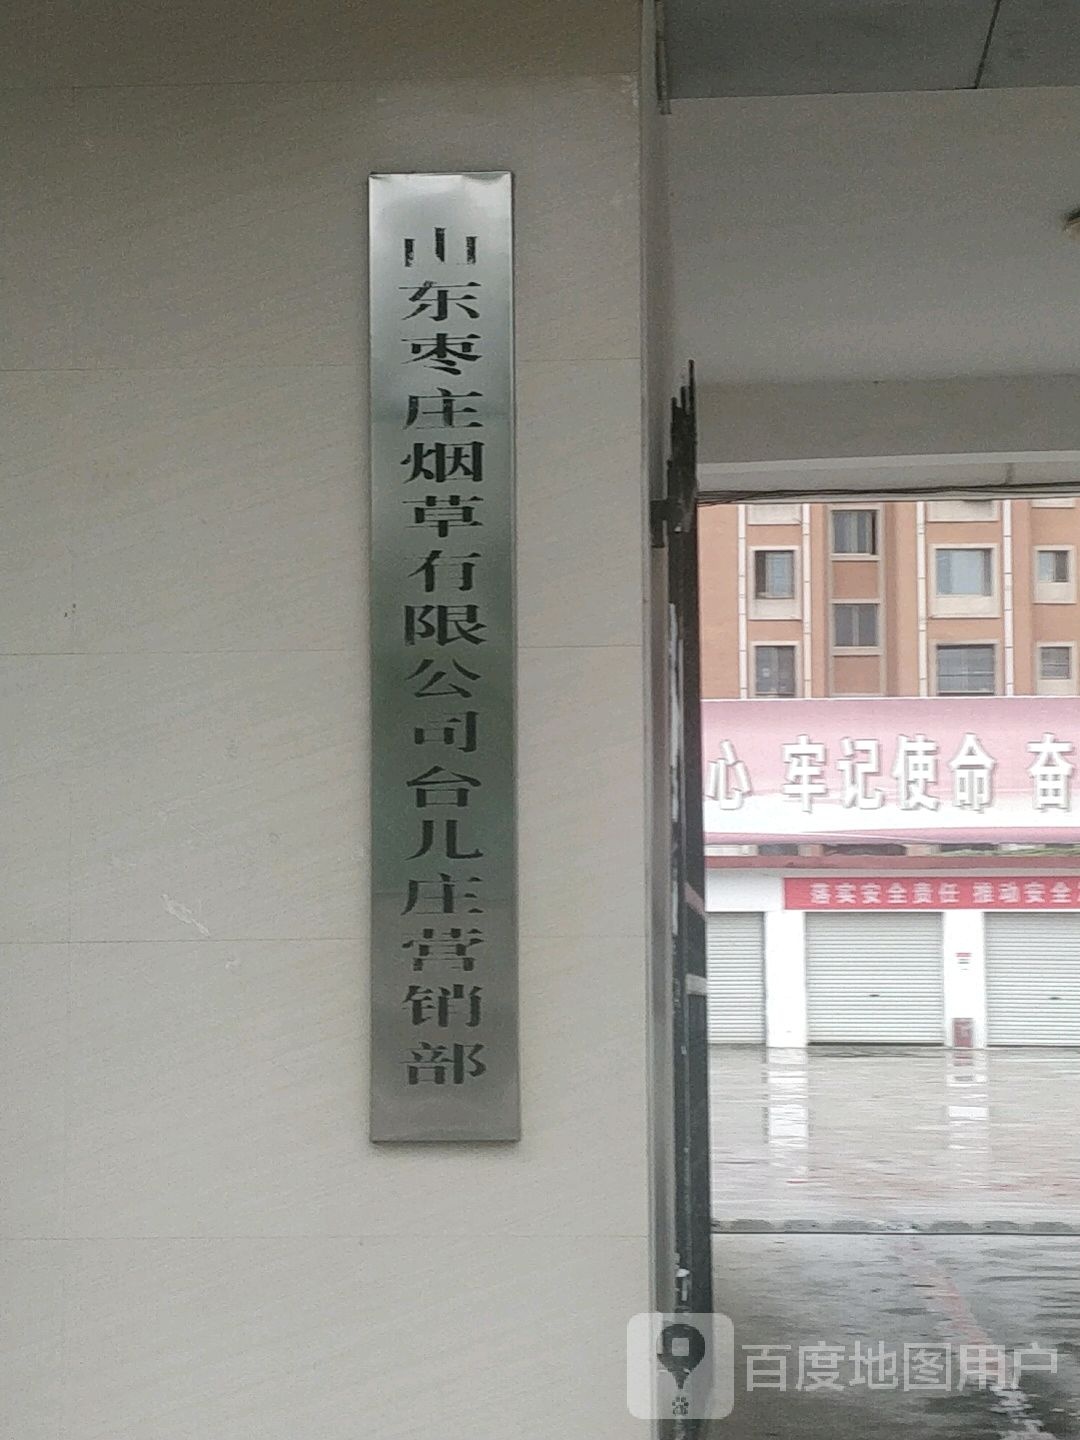 山东枣庄烟草有限公司台儿庄营销部
心 牢记使命 奋
落实安全责任 推动安全
百度地图用户